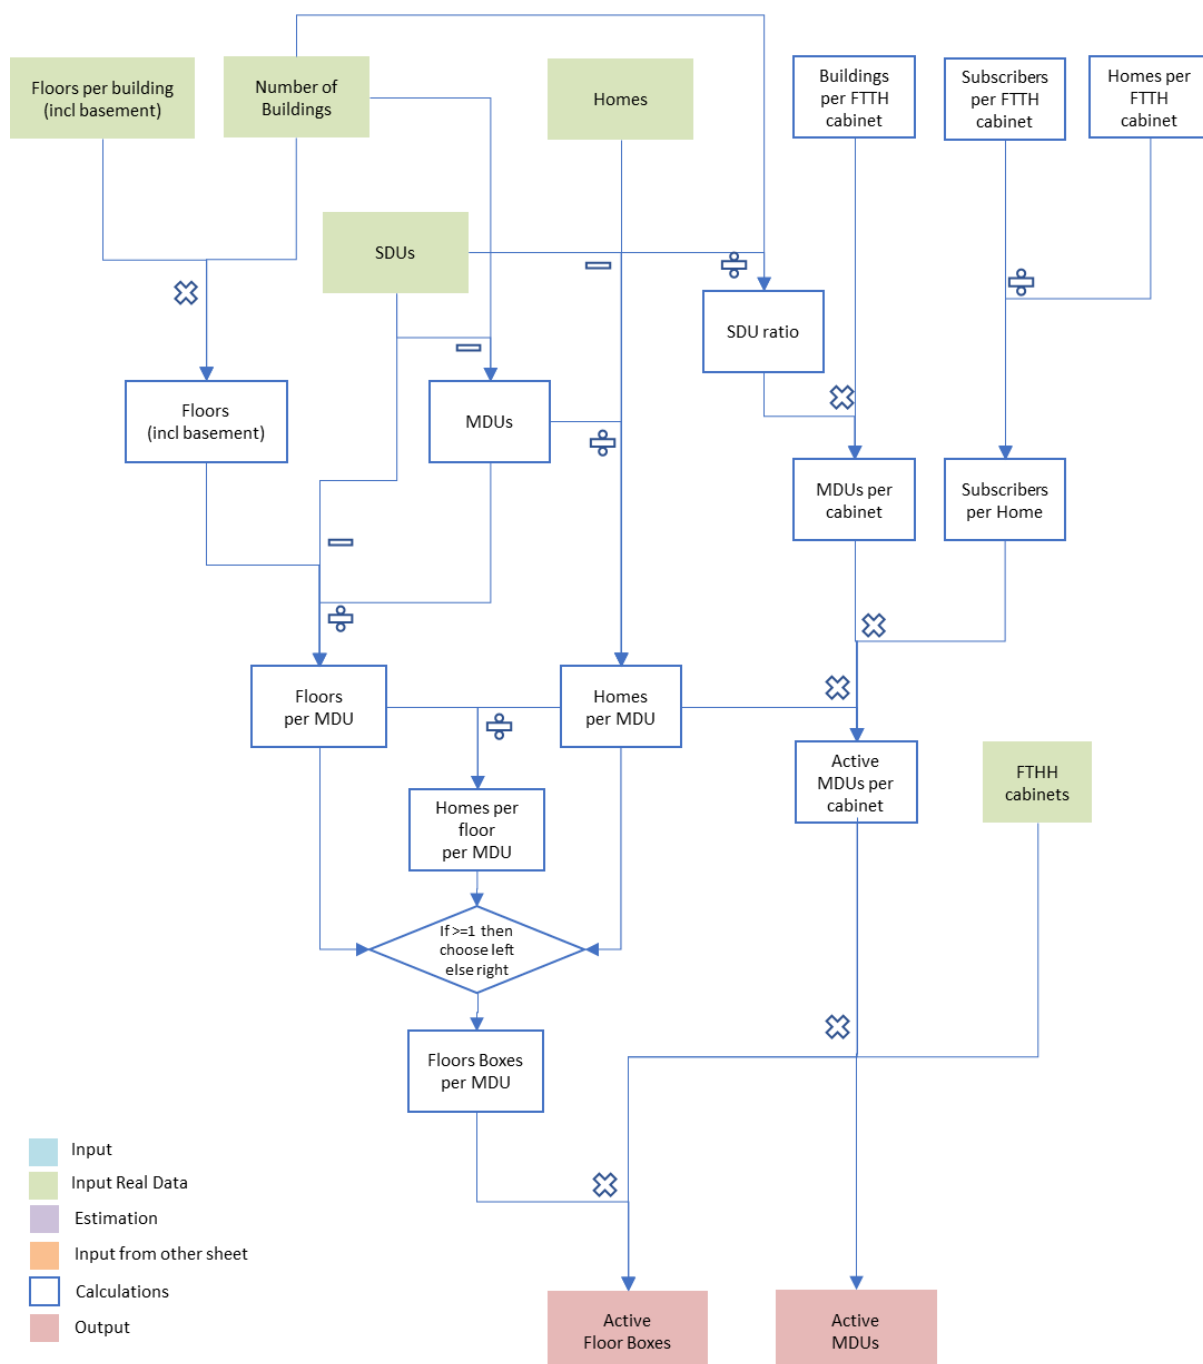 Floors per building
(incl basement)
Number of
Buildings
Homes
Buildings
per FTTH
cabinet
Subscribers
per FTTH
cabinet
Homes per
FTTH
cabinet
SDUs
SDU ratio
Floors
(incl basement)
MDUs
MDUs per
cabinet
Subscribers
per Home
Floors
per MDU
Homes
per MDU
Active
MDUs per
cabinet
FTHH
cabinets
Homes per
floor
per MDU
If >=1 then
choose left
else right
Floors Boxes
per MDU
Input
Input Real Data
Estimation
Input from other sheet
Calculations
Output
Active
Floor Boxes
Active
MDUs